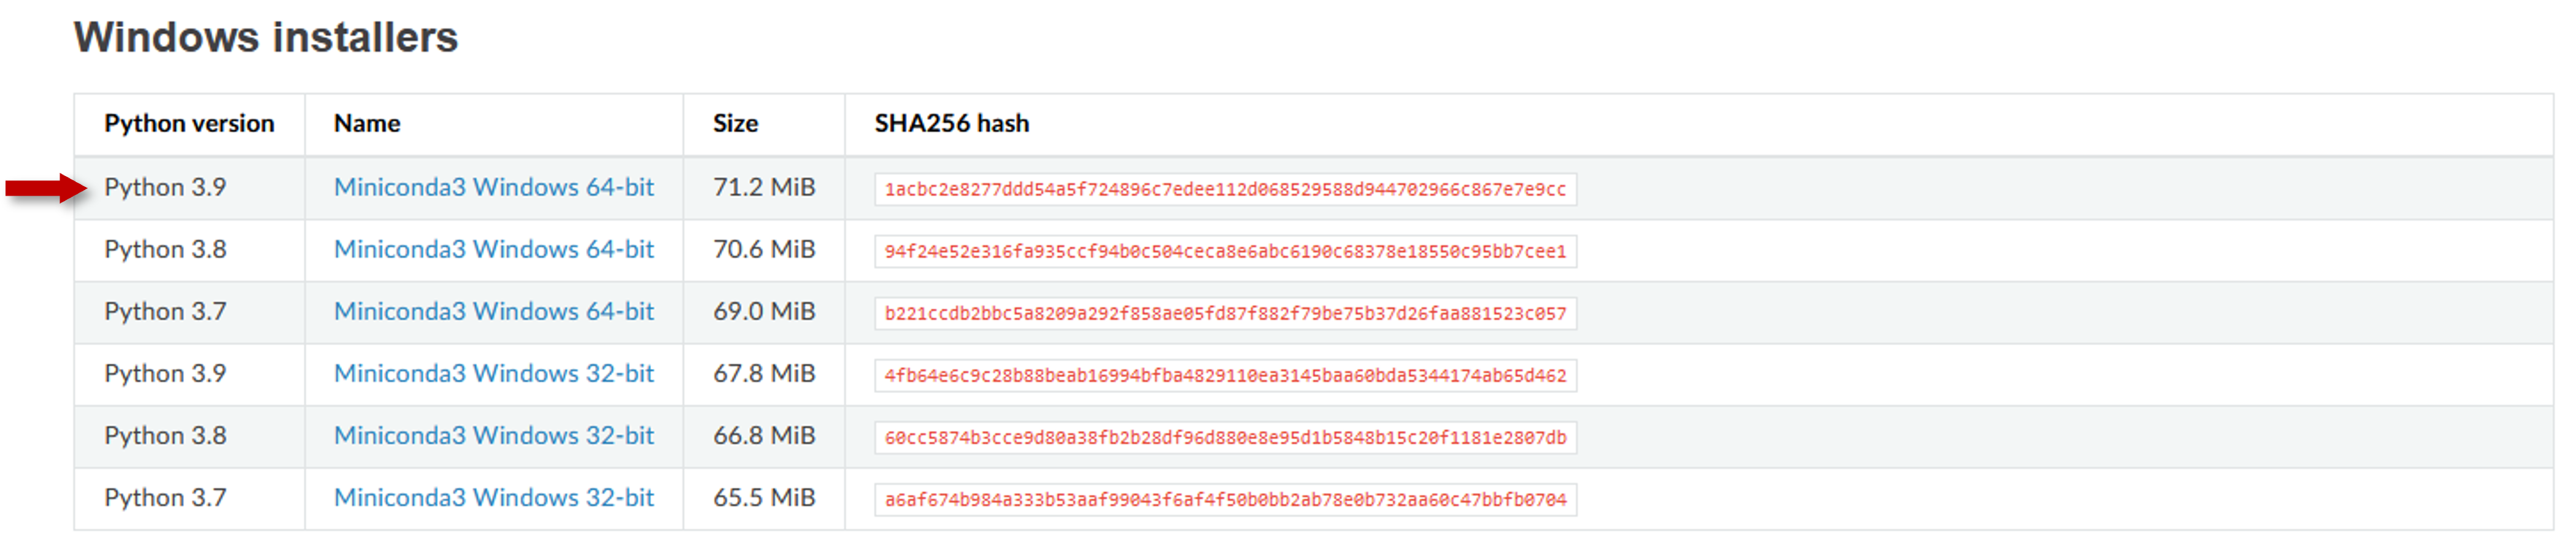 Windows installers
Python version Name Size SHA256 hash
Python 3.9 Miniconda3 Windows 64-bit 71.2 MiB 1acbc2e8277ddd54a5f724896c7edee112d068529588d944702966c867e7e9cc
Python 3.8 Miniconda3 Windows 64-bit 70.6 MiB 94f24e52e316fa935ccf94b0c504ceca8e6abc6190c68378e18550c95bb7cee1
Python 3.7 Miniconda3 Windows 64-bit 69.0 MiB b221ccdb2bbc5a8209a292f858ae05fd87f882f79be75b37d26faa881523c057
Python 3.9 Miniconda3 Windows 32-bit 67.8 MiB 4fb64e6c9c28b88beab16994bfba4829110ea3145baa60bda5344174ab65d462
Python 3.8 Miniconda3 Windows 32-bit 66.8 MiB 60cc5874b3cce9d80a38fb2b28df96d880e8e95d1b5848b15c20f1181e2807db
Python 3.7 Miniconda3 Windows 32-bit 65.5 MiB a6af674b984a333b53aaf99043f6af4f50b0bb2ab78e0b732aa60c47bbfb0704